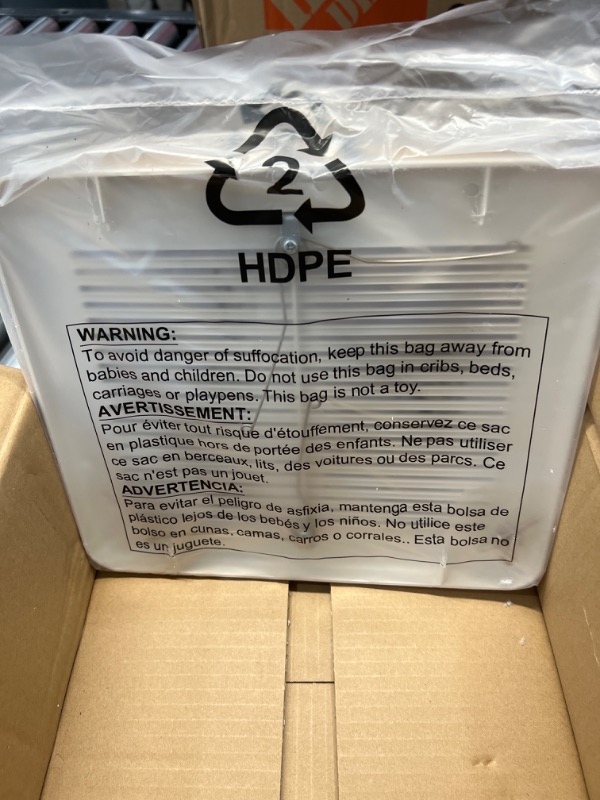 2
HDPE
WARNING:
To avoid danger of suffocation, keep this bag away from
babies and children. Do not use this bag in cribs, beds,
carriages or playpens. This bag is not a toy.
AVERTISSEMENT:
Pour éviter tout risque d'étouffement, conservez ce sac
en plastique hors de portée des enfants. Ne pas utiliser
ce sac en berceaux, lits, des voitures ou des parcs. Ce
sac n'est pas un jouet.
ADVERTENCIA:
Para evitar el peligro de asfixia, mantenga esta bolsa de
plástico lejos de los bebés y los niños. No utilice este
bolso en cunas, camas, carros o corrales.. Esta bolsa no
es un juguete.